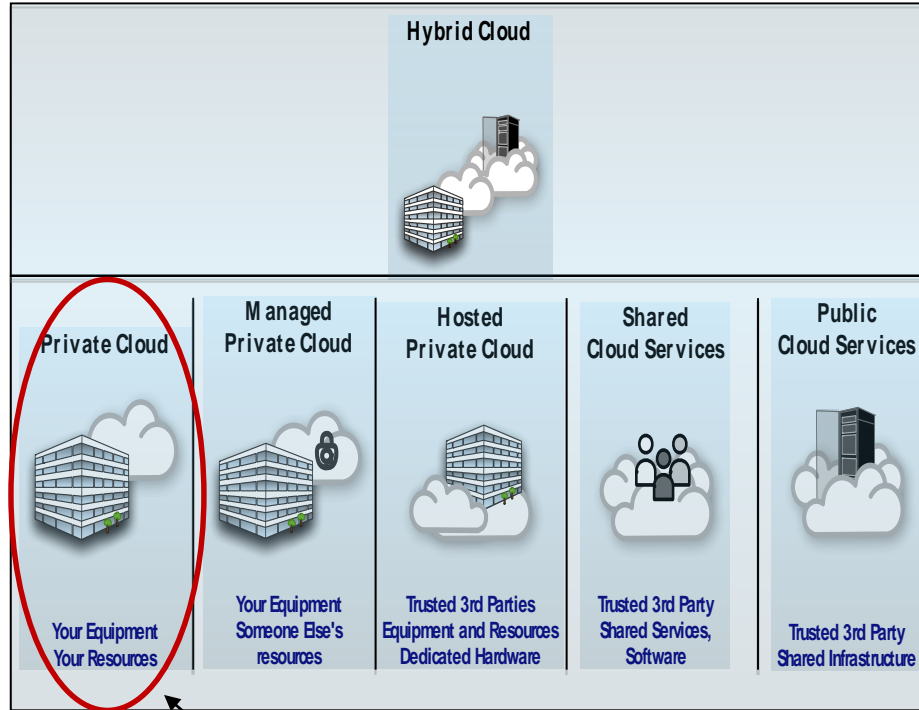 Hybrid Cloud
Private Cloud
Your Equipment
Your Resources
Managed
Private Cloud
Your Equipment
Someone Else's
resources
Hosted
Private Cloud
Trusted 3rd Parties
Equipment and Resources
Dedicated Hardware
Shared
Cloud Services
Trusted 3rd Party
Shared Services,
Software
Public
Cloud Services
Trusted 3rd Party
Shared Infrastructure